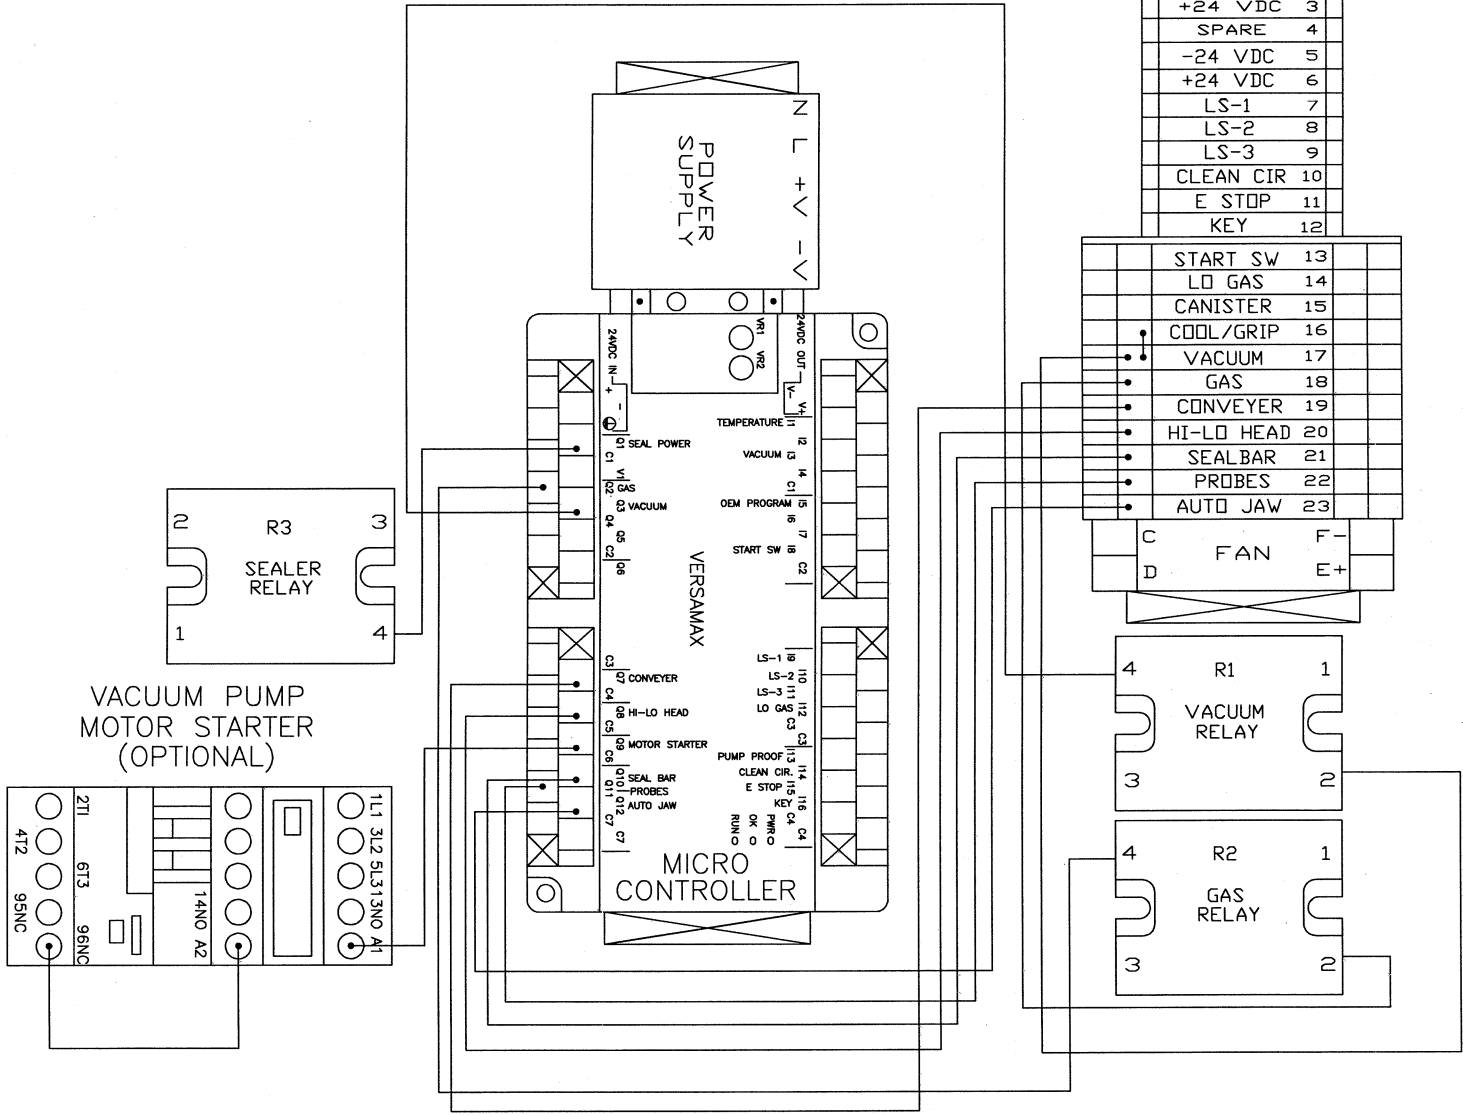 +24 VDC 3
SPARE 4
-24 VDC 5
+24 VDC 6
LS-1 7
LS-2 8
LS-3 9
CLEAN CIR 10
E STOP 11
KEY 12
START SW 13
LO GAS 14
CANISTER 15
COOL/GRIP 16
VACUUM 17
GAS 18
CONVEYER 19
HI-LO HEAD 20
SEALBAR 21
PROBES 22
AUTO JAW 23
C F-
FAN
D E+
N L +V -V
POWER
SUPPLY
VR1
VR2
24VDC IN
+
-
24VDC OUT
V-
V+
Q1 SEAL POWER
C1
V1
Q2 GAS
Q3 VACUUM
Q4
Q5
C2
Q6
TEMPERATURE I1
I2
VACUUM I3
I4
C1
OEM PROGRAM I5
I6
I7
START SW I8
C2
VERSAMAX
C3
Q7 CONVEYER
C4
Q8 HI-LO HEAD
C5
Q9 MOTOR STARTER
C6
Q10 SEAL BAR
Q11 PROBES
Q12 AUTO JAW
C7
C7
LS-1 I9
LS-2 I10
LS-3 I11
LO GAS I12
C3
C3
PUMP PROOF I13
CLEAN CIR. I14
E STOP I15
KEY I16
C4
C4
RUN
OK
PWR
MICRO
CONTROLLER
2 R3 3
SEALER
RELAY
1 4
VACUUM PUMP
MOTOR STARTER
(OPTIONAL)
2T1
4T2
6T3
95NC
96NC
14NO A2
1L1 3L2 5L3 13NO A1
4 R1 1
VACUUM
RELAY
3 2
4 R2 1
GAS
RELAY
3 2